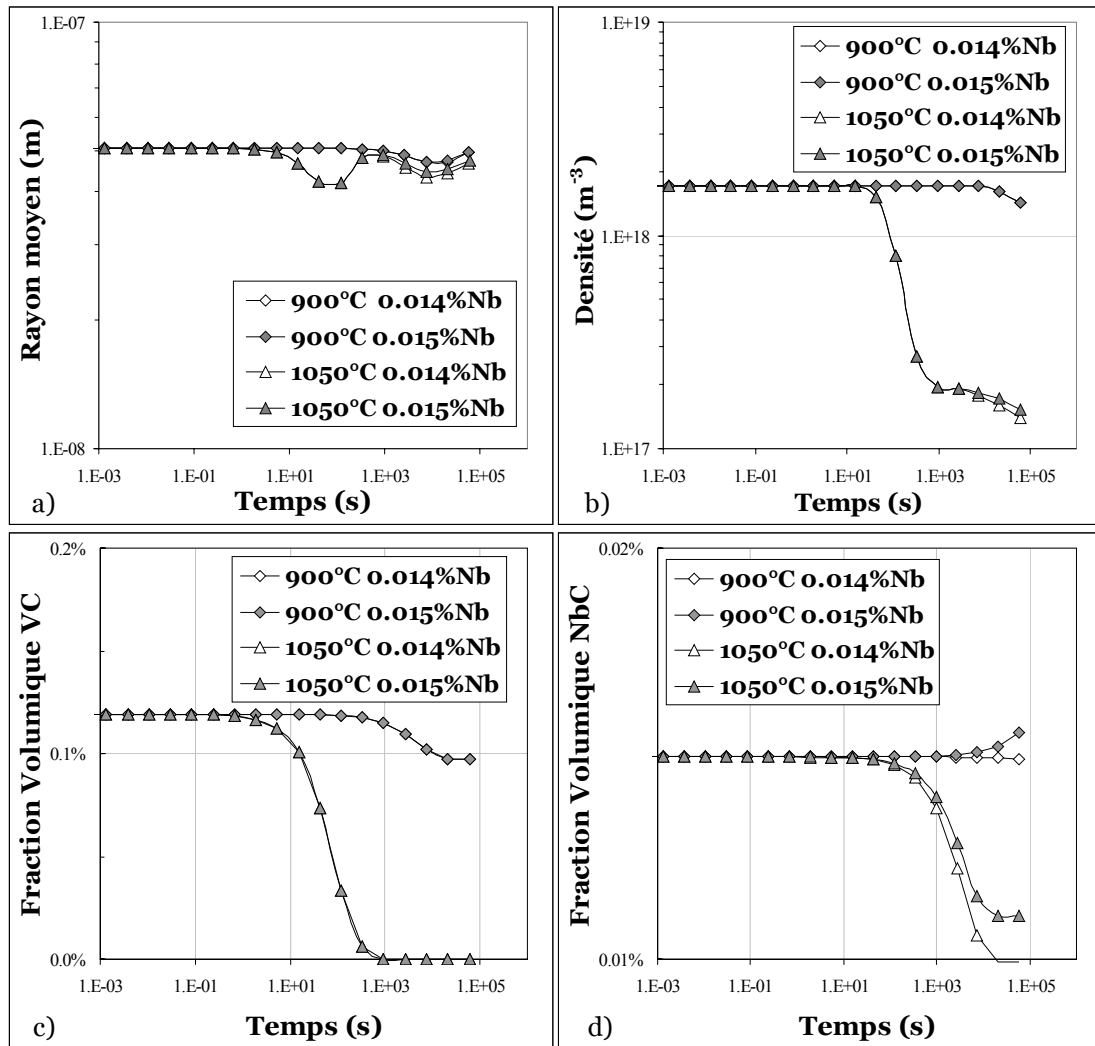 1.E-07
Rayon moyen (m)
900°C 0.014%Nb
900°C 0.015%Nb
1050°C 0.014%Nb
1050°C 0.015%Nb
1.E-08
1.E-03 1.E-01 1.E+01 1.E+03 1.E+05
a) Temps (s)
1.E+19
900°C 0.014%Nb
900°C 0.015%Nb
1050°C 0.014%Nb
1050°C 0.015%Nb
Densité (m⁻³)
1.E+18
1.E+17
1.E-03 1.E-01 1.E+01 1.E+03 1.E+05
b) Temps (s)
0.2%
900°C 0.014%Nb
900°C 0.015%Nb
1050°C 0.014%Nb
1050°C 0.015%Nb
Fraction Volumique VC
0.1%
0.0%
1.E-03 1.E-01 1.E+01 1.E+03 1.E+05
c) Temps (s)
0.02%
900°C 0.014%Nb
900°C 0.015%Nb
1050°C 0.014%Nb
1050°C 0.015%Nb
Fraction Volumique NbC
0.01%
1.E-03 1.E-01 1.E+01 1.E+03 1.E+05
d) Temps (s)